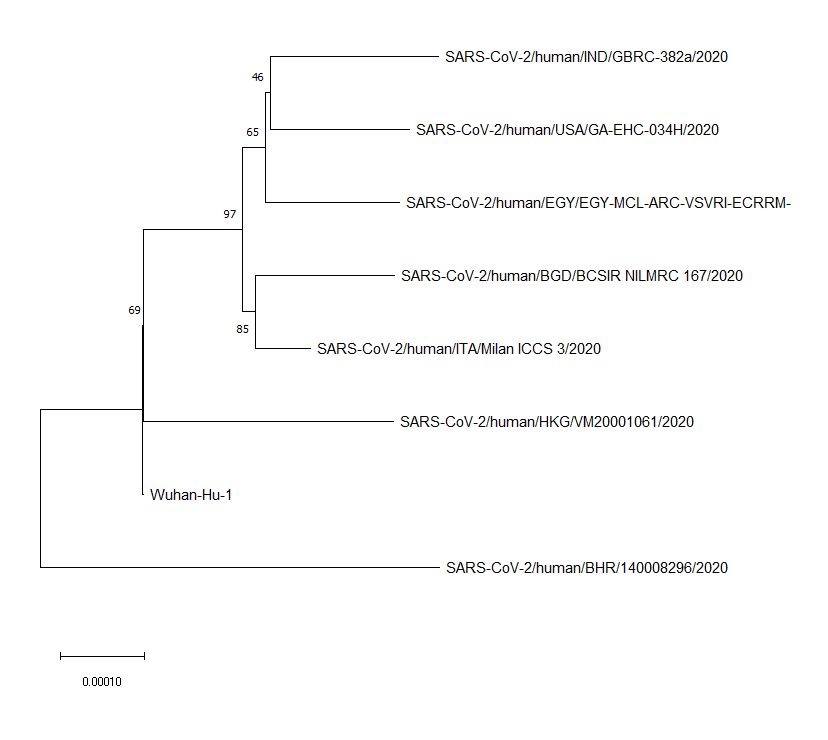 SARS-CoV-2/human/IND/GBRC-382a/2020
46
SARS-CoV-2/human/USA/GA-EHC-034H/2020
65
SARS-CoV-2/human/EGY/EGY-MCL-ARC-VSVRI-ECRRM-
97
SARS-CoV-2/human/BGD/BCSIR NILMRC 167/2020
69
85
SARS-CoV-2/human/ITA/Milan ICCS 3/2020
SARS-CoV-2/human/HKG/VM20001061/2020
Wuhan-Hu-1
SARS-CoV-2/human/BHR/140008296/2020
0.00010